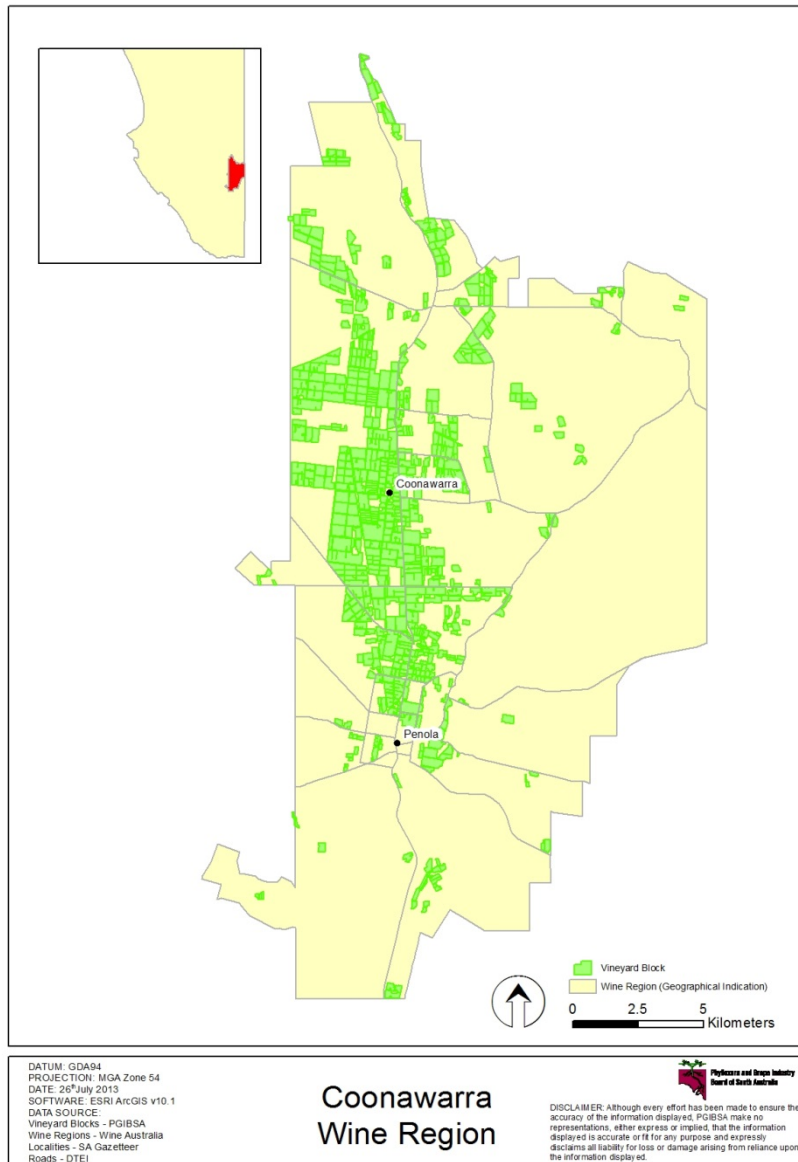 Coonawarra
Penola
Vineyard Block
Wine Region (Geographical Indication)
0 2.5 5
Kilometers
DATUM: GDA94
PROJECTION: MGA Zone 54
DATE: 26th July 2013
SOFTWARE: ESRI ArcGIS v10.1
DATA SOURCE:
Vineyard Blocks - PGIBSA
Wine Regions - Wine Australia
Localities - SA Gazetteer
Roads - DTEI
Coonawarra
Wine Region
Phylloxera and Grape Industry
Board of South Australia
DISCLAIMER: Although every effort has been made to ensure the
accuracy of the information displayed, PGIBSA make no
representations, either express or implied, that the information
displayed is accurate or fit for any purpose and expressly
disclaims all liability for loss or damage arising from reliance upon
the information displayed.